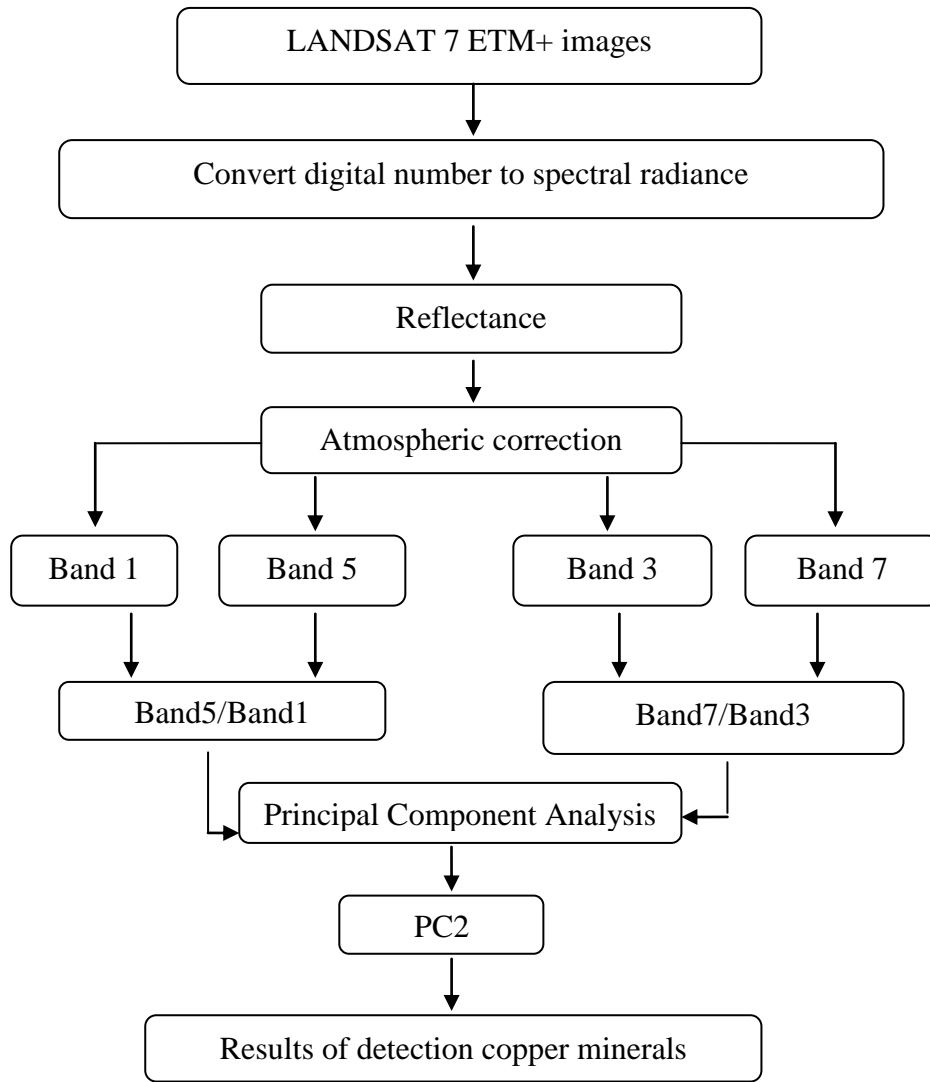 LANDSAT 7 ETM+ images
Convert digital number to spectral radiance
Reflectance
Atmospheric correction
Band 1
Band 5
Band 3
Band 7
Band5/Band1
Band7/Band3
Principal Component Analysis
PC2
Results of detection copper minerals